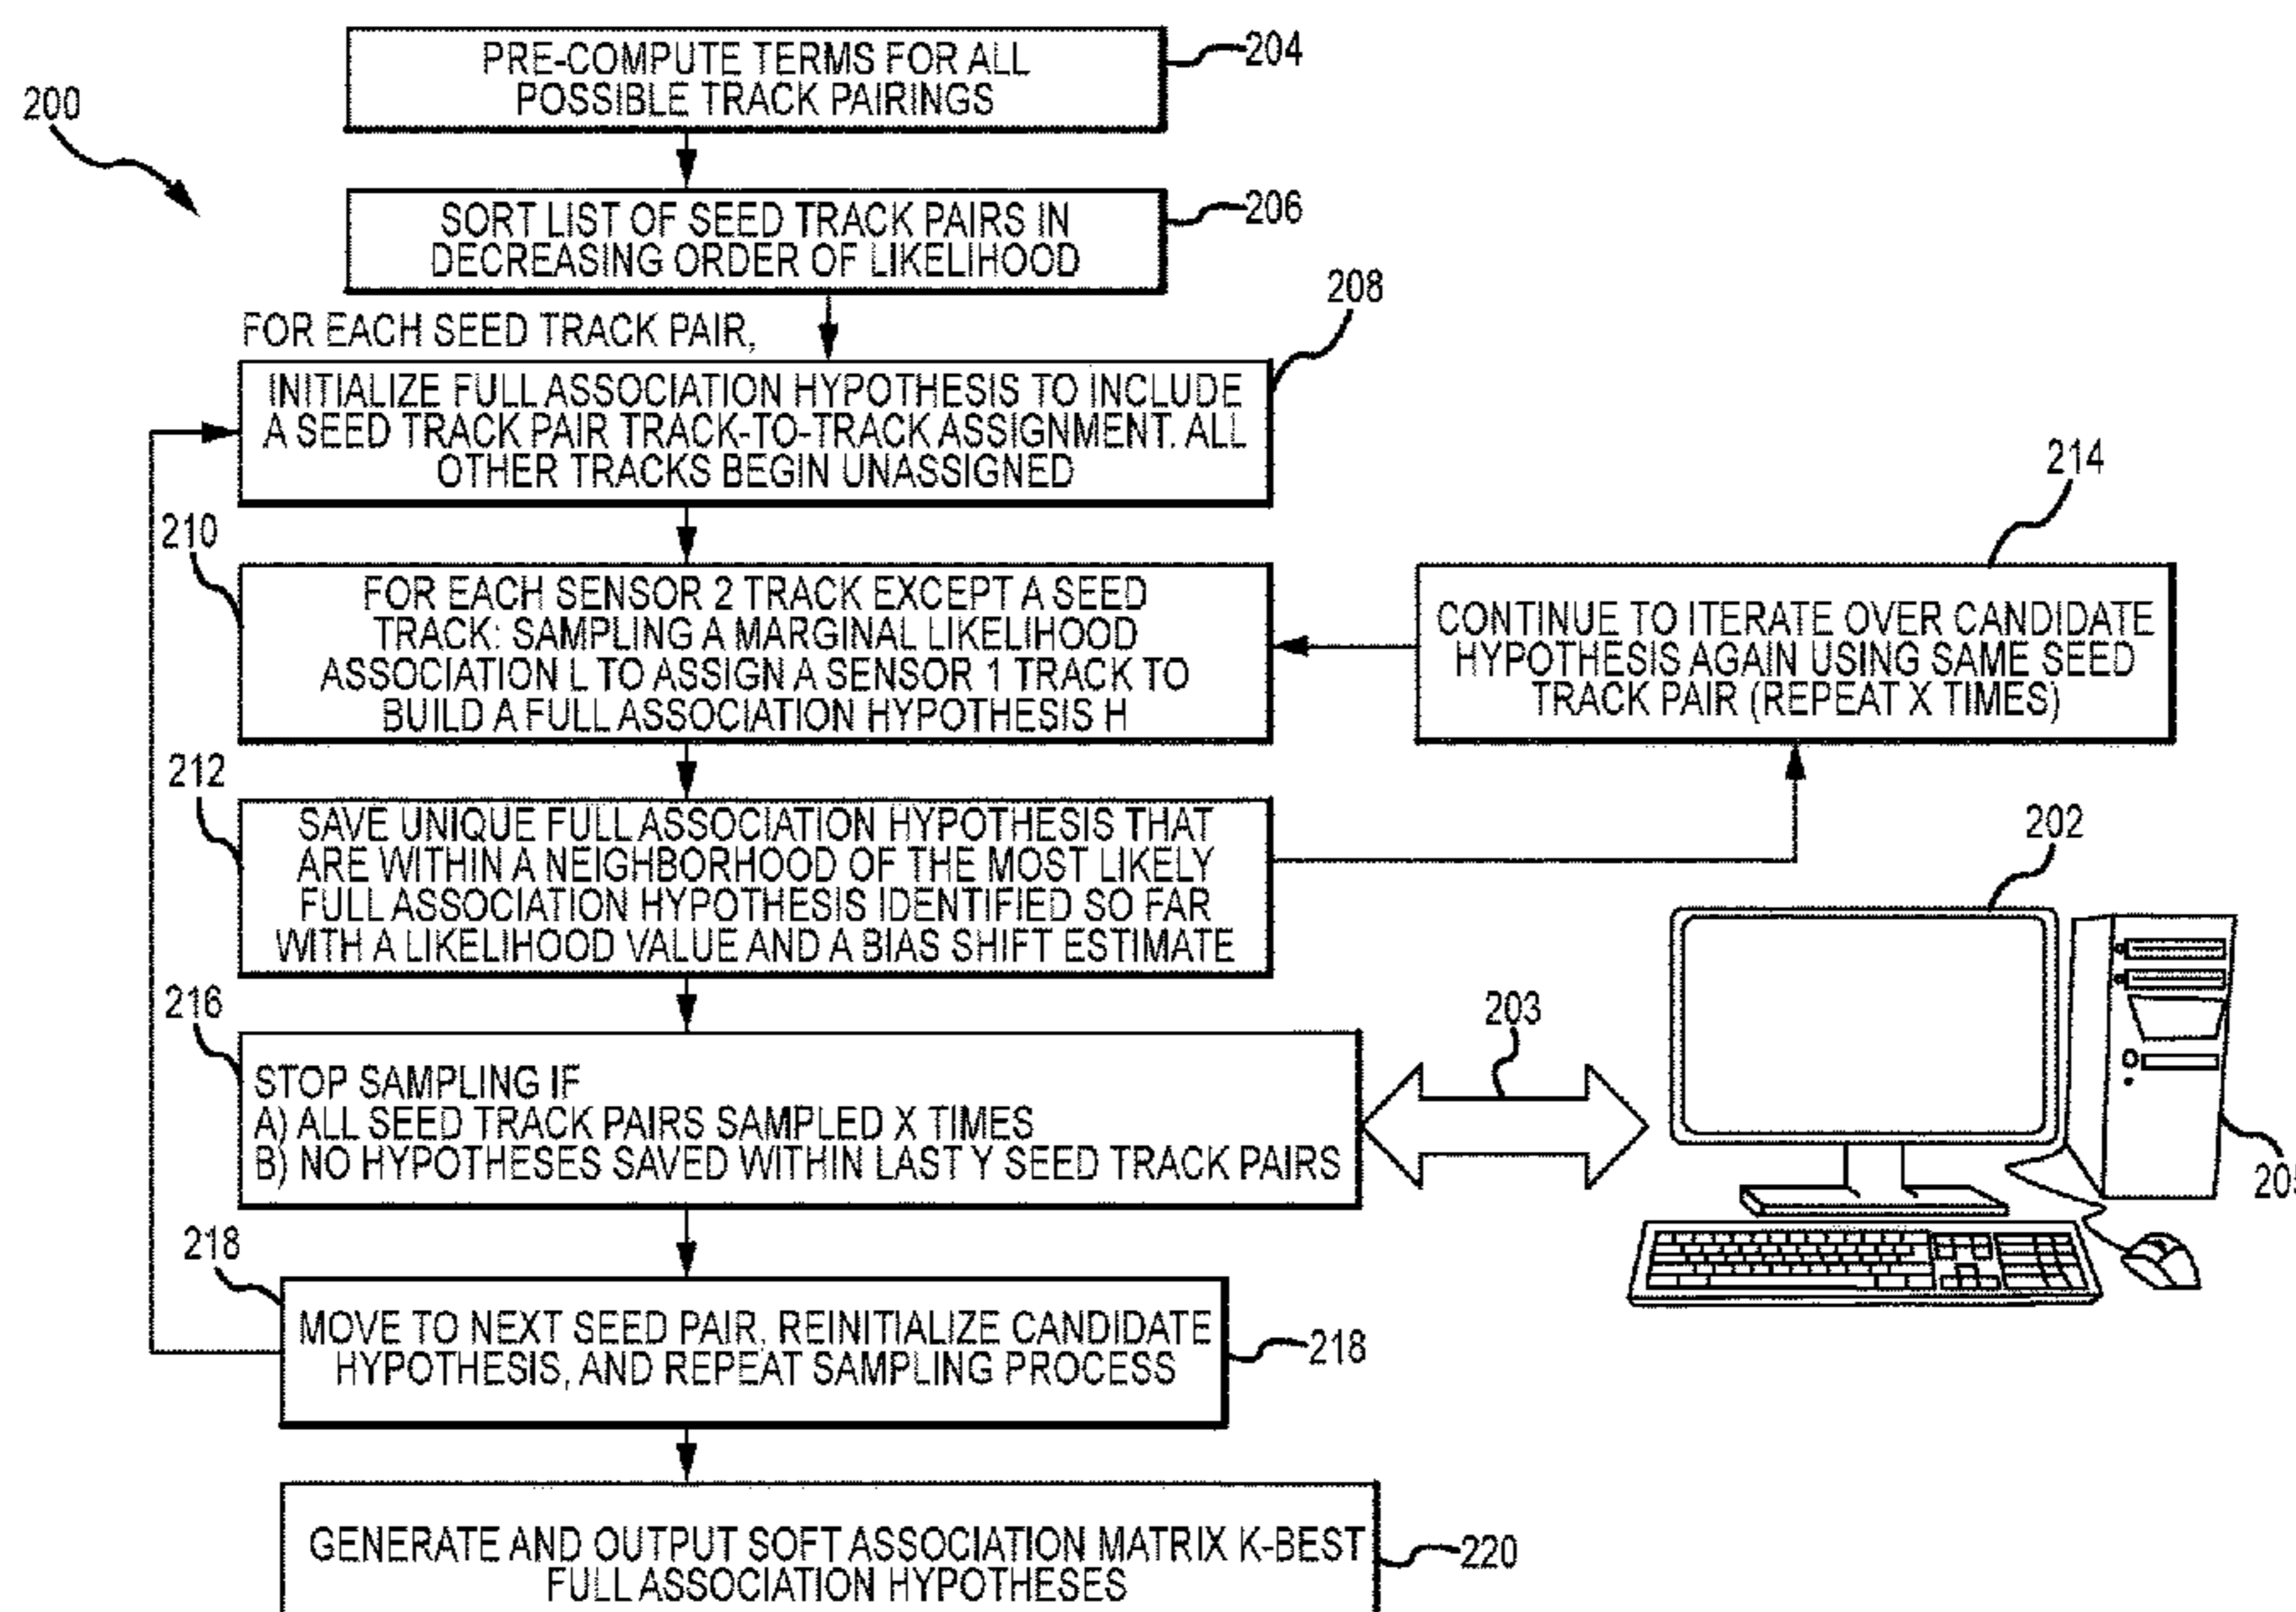 200
PRE-COMPUTE TERMS FOR ALL
POSSIBLE TRACK PAIRINGS
204
SORT LIST OF SEED TRACK PAIRS IN
DECREASING ORDER OF LIKELIHOOD
206
FOR EACH SEED TRACK PAIR,
208
INITIALIZE FULL ASSOCIATION HYPOTHESIS TO INCLUDE
A SEED TRACK PAIR TRACK-TO-TRACK ASSIGNMENT. ALL
OTHER TRACKS BEGIN UNASSIGNED
210
FOR EACH SENSOR 2 TRACK EXCEPT A SEED
TRACK: SAMPLING A MARGINAL LIKELIHOOD
ASSOCIATION L TO ASSIGN A SENSOR 1 TRACK TO
BUILD A FULL ASSOCIATION HYPOTHESIS H
214
CONTINUE TO ITERATE OVER CANDIDATE
HYPOTHESIS AGAIN USING SAME SEED
TRACK PAIR (REPEAT X TIMES)
212
SAVE UNIQUE FULL ASSOCIATION HYPOTHESIS THAT
ARE WITHIN A NEIGHBORHOOD OF THE MOST LIKELY
FULL ASSOCIATION HYPOTHESIS IDENTIFIED SO FAR
WITH A LIKELIHOOD VALUE AND A BIAS SHIFT ESTIMATE
202
216
STOP SAMPLING IF
A) ALL SEED TRACK PAIRS SAMPLED X TIMES
B) NO HYPOTHESES SAVED WITHIN LAST Y SEED TRACK PAIRS
203
218
MOVE TO NEXT SEED PAIR, REINITIALIZE CANDIDATE
HYPOTHESIS, AND REPEAT SAMPLING PROCESS
218
GENERATE AND OUTPUT SOFT ASSOCIATION MATRIX K-BEST
FULL ASSOCIATION HYPOTHESES
220